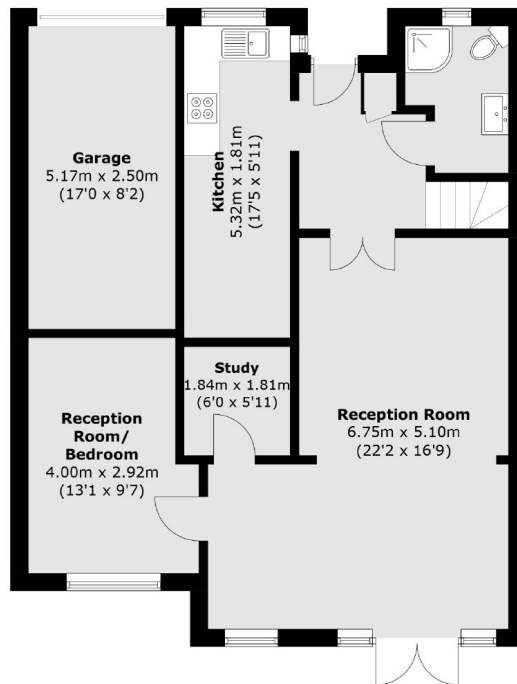 Garage
5.17m x 2.50m
(17'0 x 8'2)
Kitchen
5.32m x 1.81m
(17'5 x 5'11)
Study
1.84m x 1.81m
(6'0 x 5'11)
Reception
Room/
Bedroom
4.00m x 2.92m
(13'1 x 9'7)
Reception Room
6.75m x 5.10m
(22'2 x 16'9)